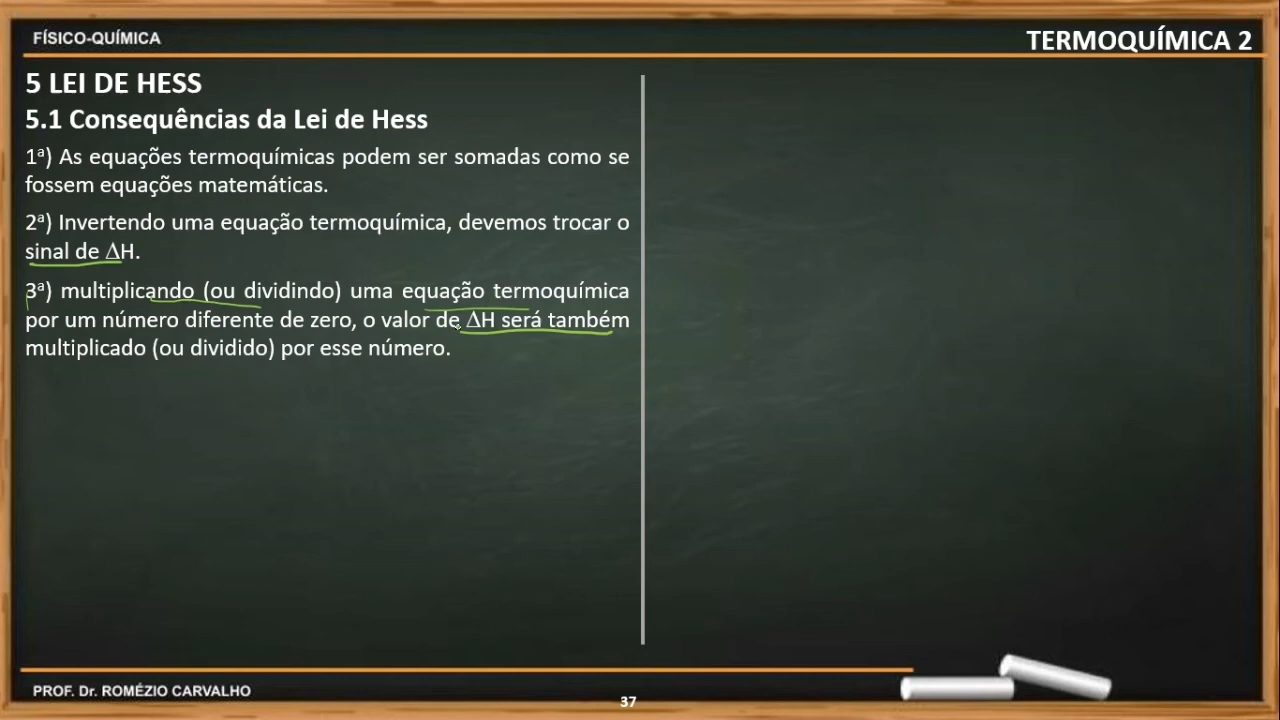 FÍSICO-QUÍMICA
TERMOQUÍMICA 2
5 LEI DE HESS
5.1 Consequências da Lei de Hess
1ª) As equações termoquímicas podem ser somadas como se
fossem equações matemáticas.
2ª) Invertendo uma equação termoquímica, devemos trocar o
sinal de ΔH.
3ª) multiplicando (ou dividindo) uma equação termoquímica
por um número diferente de zero, o valor de ΔH será também
multiplicado (ou dividido) por esse número.
PROF. Dr. ROMÉZIO CARVALHO
37